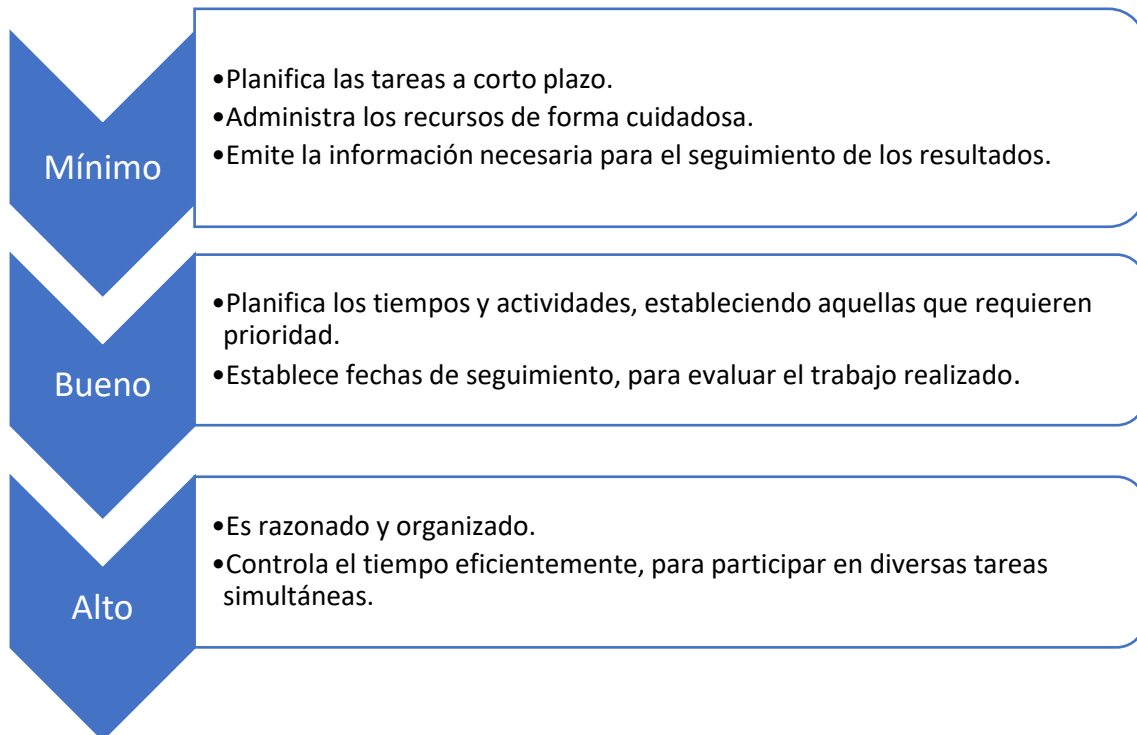 Mínimo
•Planifica las tareas a corto plazo.
•Administra los recursos de forma cuidadosa.
•Emite la información necesaria para el seguimiento de los resultados.
Bueno
•Planifica los tiempos y actividades, estableciendo aquellas que requieren
prioridad.
•Establece fechas de seguimiento, para evaluar el trabajo realizado.
Alto
•Es razonado y organizado.
•Controla el tiempo eficientemente, para participar en diversas tareas
simultáneas.